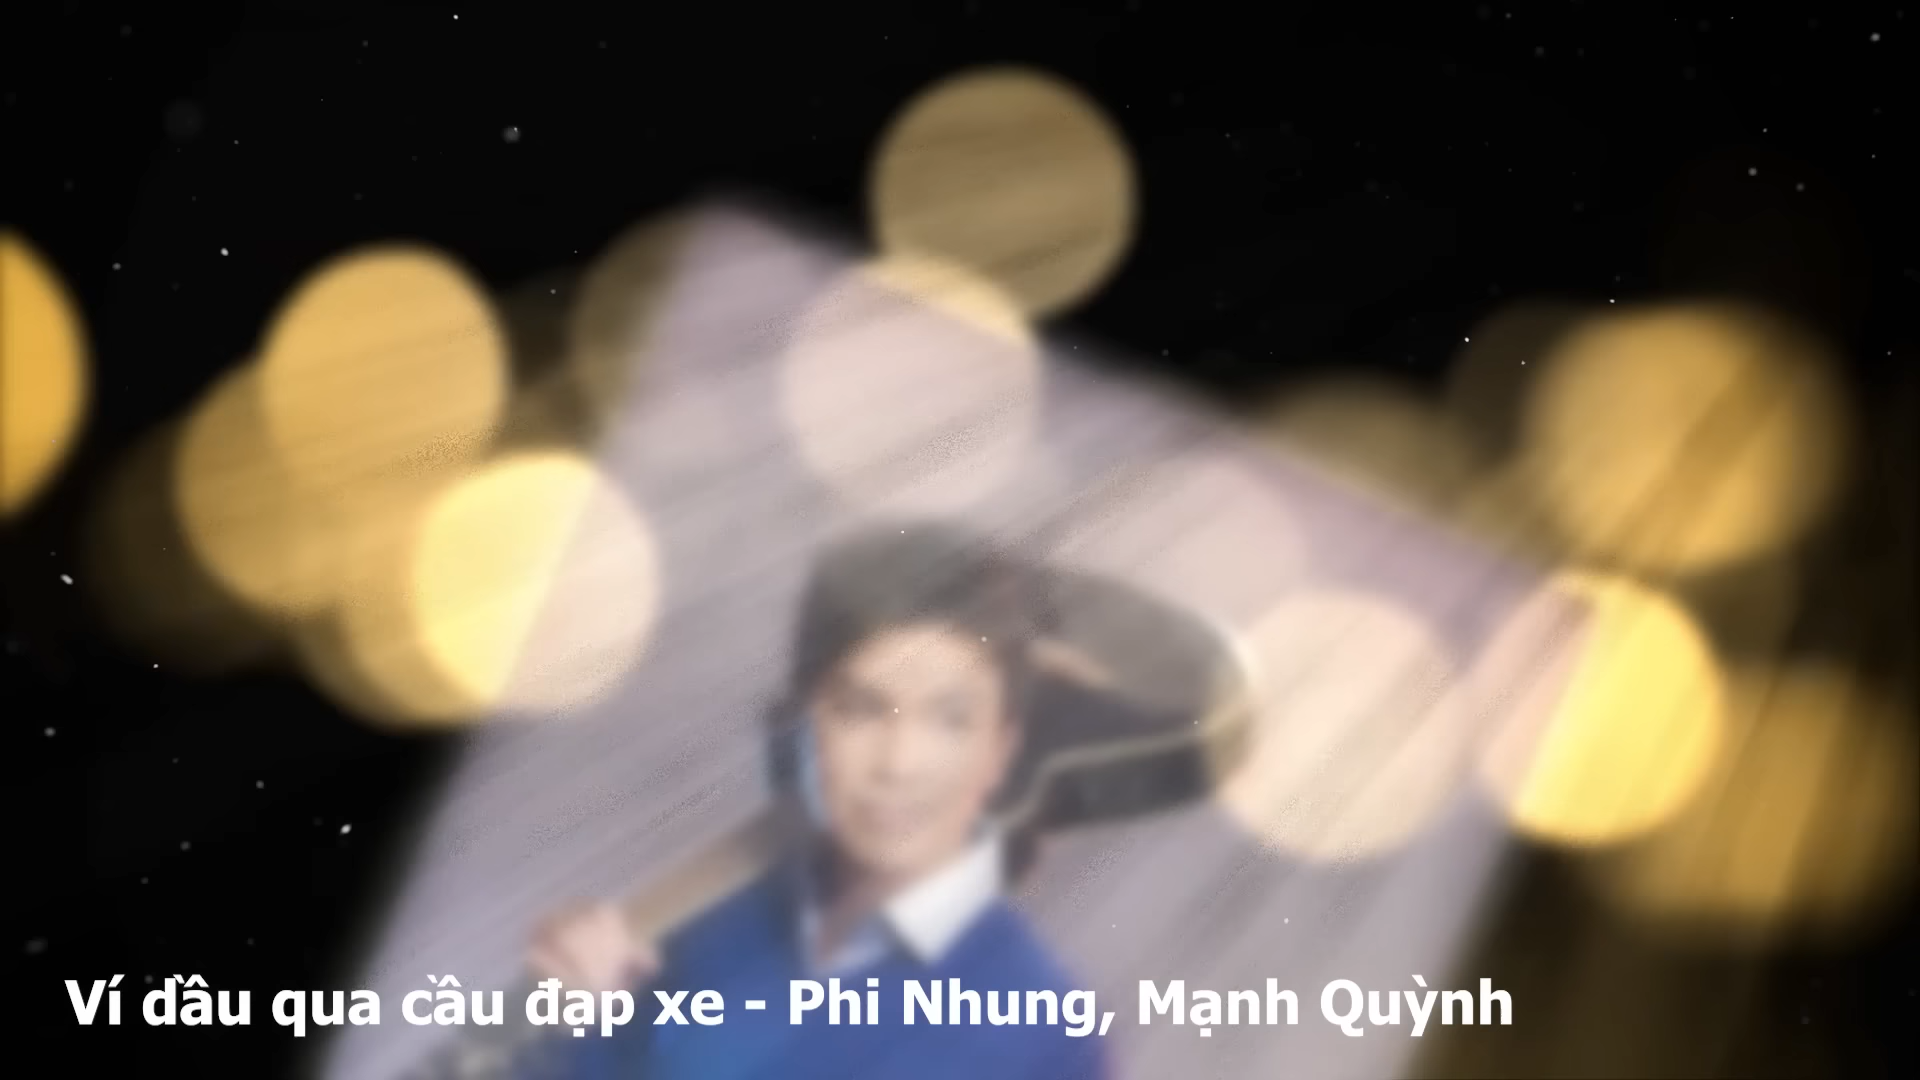 Ví dầu qua cầu đạp xe - Phi Nhung, Mạnh Quỳnh